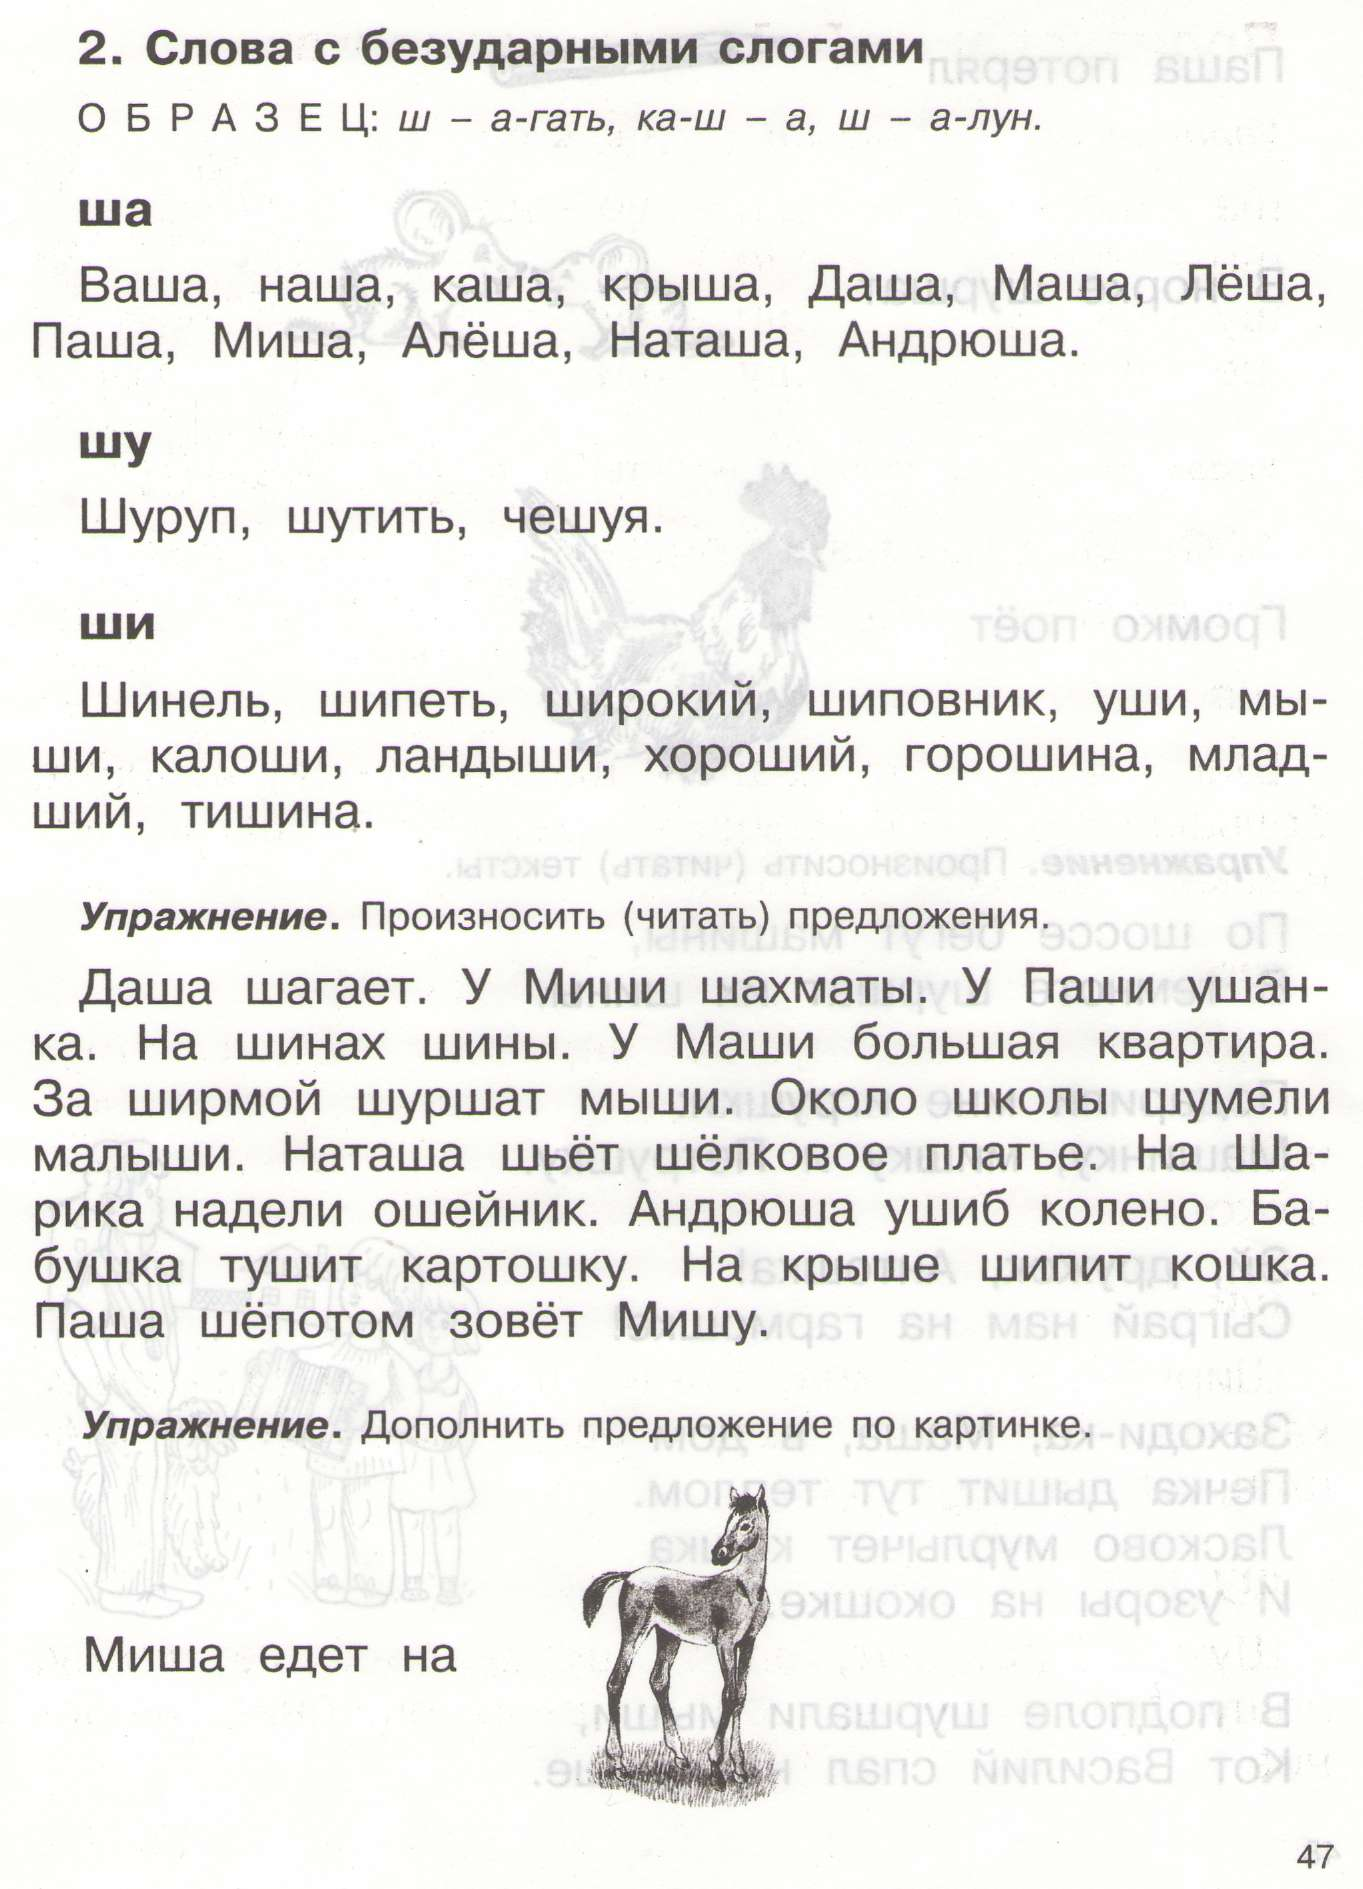 2. Слова с безударными слогами
О Б Р А З Е Ц: ш – а-гать, ка-ш – а, ш – а-лун.
ша
Ваша, наша, каша, крыша, Даша, Маша, Лёша,
Паша, Миша, Алёша, Наташа, Андрюша.
шу
Шуруп, шутить, чешуя.
ши
Шинель, шипеть, широкий, шиповник, уши, мы-
ши, калоши, ландыши, хороший, горошина, млад-
ший, тишина.
Упражнение. Произносить (читать) предложения.
Даша шагает. У Миши шахматы. У Паши ушан-
ка. На шинах шины. У Маши большая квартира.
За ширмой шуршат мыши. Около школы шумели
малыши. Наташа шьёт шёлковое платье. На Ша-
рика надели ошейник. Андрюша ушиб колено. Ба-
бушка тушит картошку. На крыше шипит кошка.
Паша шёпотом зовёт Мишу.
Упражнение. Дополнить предложение по картинке.
Миша едет на
47